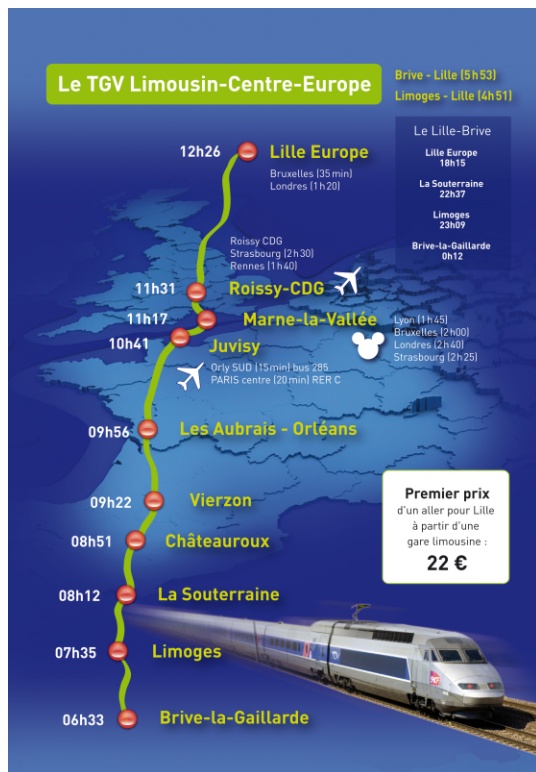 Le TGV Limousin-Centre-Europe
Brive - Lille (5h53)
Limoges - Lille (4h51)
Le Lille-Brive
Lille Europe
18h15
La Souterraine
22h37
Limoges
23h09
Brive-la-Gaillarde
0h12
12h26 Lille Europe
Bruxelles (35 min)
Londres (1h20)
Roissy CDG
Strasbourg (2h30)
Rennes (1h40)
11h31 Roissy-CDG
11h17 Marne-la-Vallée
Lyon (1h45)
Bruxelles (2h00)
Londres (2h40)
Strasbourg (2h25)
10h41 Juvisy
Orly SUD (15min) bus 285
PARIS centre (20min) RER C
09h56 Les Aubrais - Orléans
09h22 Vierzon
08h51 Châteauroux
Premier prix
d'un aller pour Lille
à partir d'une
gare limousine :
22 €
08h12 La Souterraine
07h35 Limoges
06h33 Brive-la-Gaillarde
SNCF